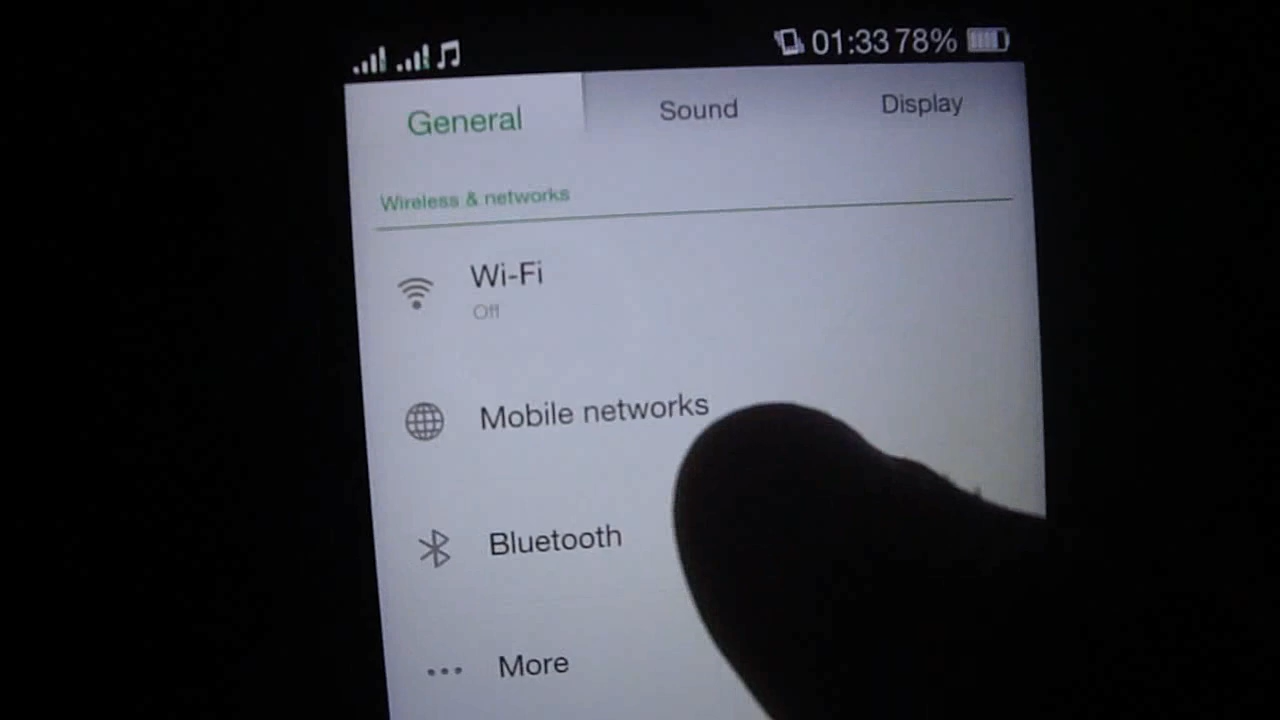 01:33 78%
General Sound Display
Wireless & networks
Wi-Fi
Off
Mobile networks
Bluetooth
More